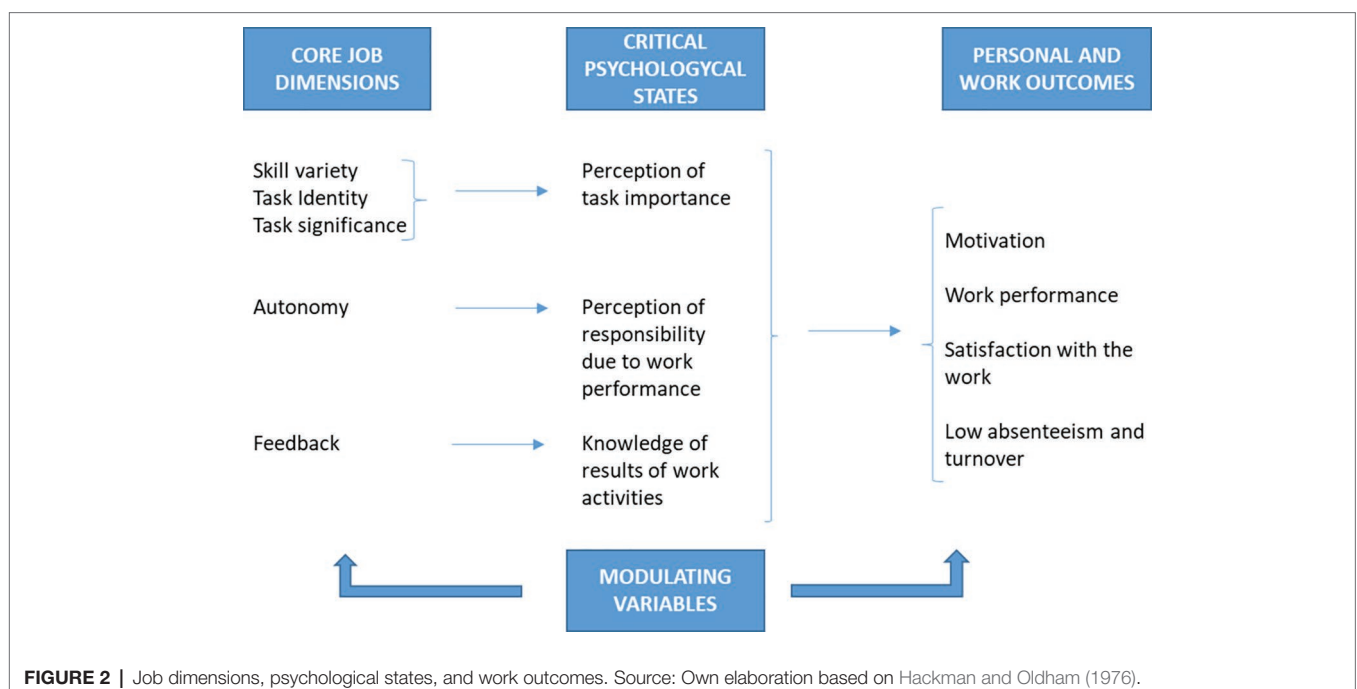 CORE JOB
DIMENSIONS
CRITICAL
PSYCHOLOGYCAL
STATES
PERSONAL AND
WORK OUTCOMES
Skill variety
Task Identity
Task significance
Perception of
task importance
Autonomy
Perception of
responsibility
due to work
performance
Feedback
Knowledge of
results of work
activities
Motivation
Work performance
Satisfaction with the
work
Low absenteeism and
turnover
MODULATING
VARIABLES
FIGURE 2 | Job dimensions, psychological states, and work outcomes. Source: Own elaboration based on Hackman and Oldham (1976).